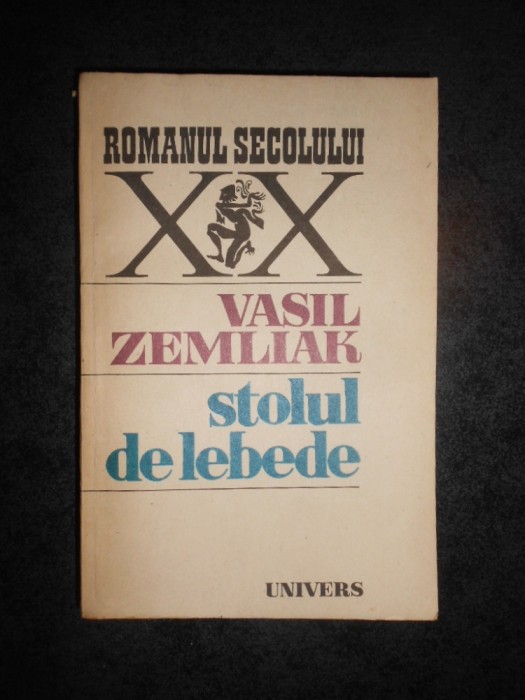 ROMANUL SECOLULUI
XX
VASIL
ZEMLIAK
stolul
de lebede
UNIVERS